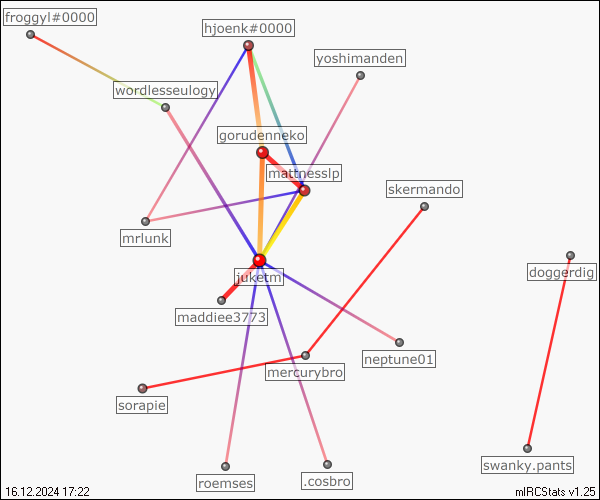 froggyl#0000
hjoenk#0000
yoshimanden
wordlesseulogy
gorudenneko
mattnesslp
skermando
mrlunk
doggerdig
juketm
maddiee3773
neptune01
mercurybro
sorapie
swanky.pants
roemses
.cosbro
16.12.2024 17:22
mIRCStats v1.25